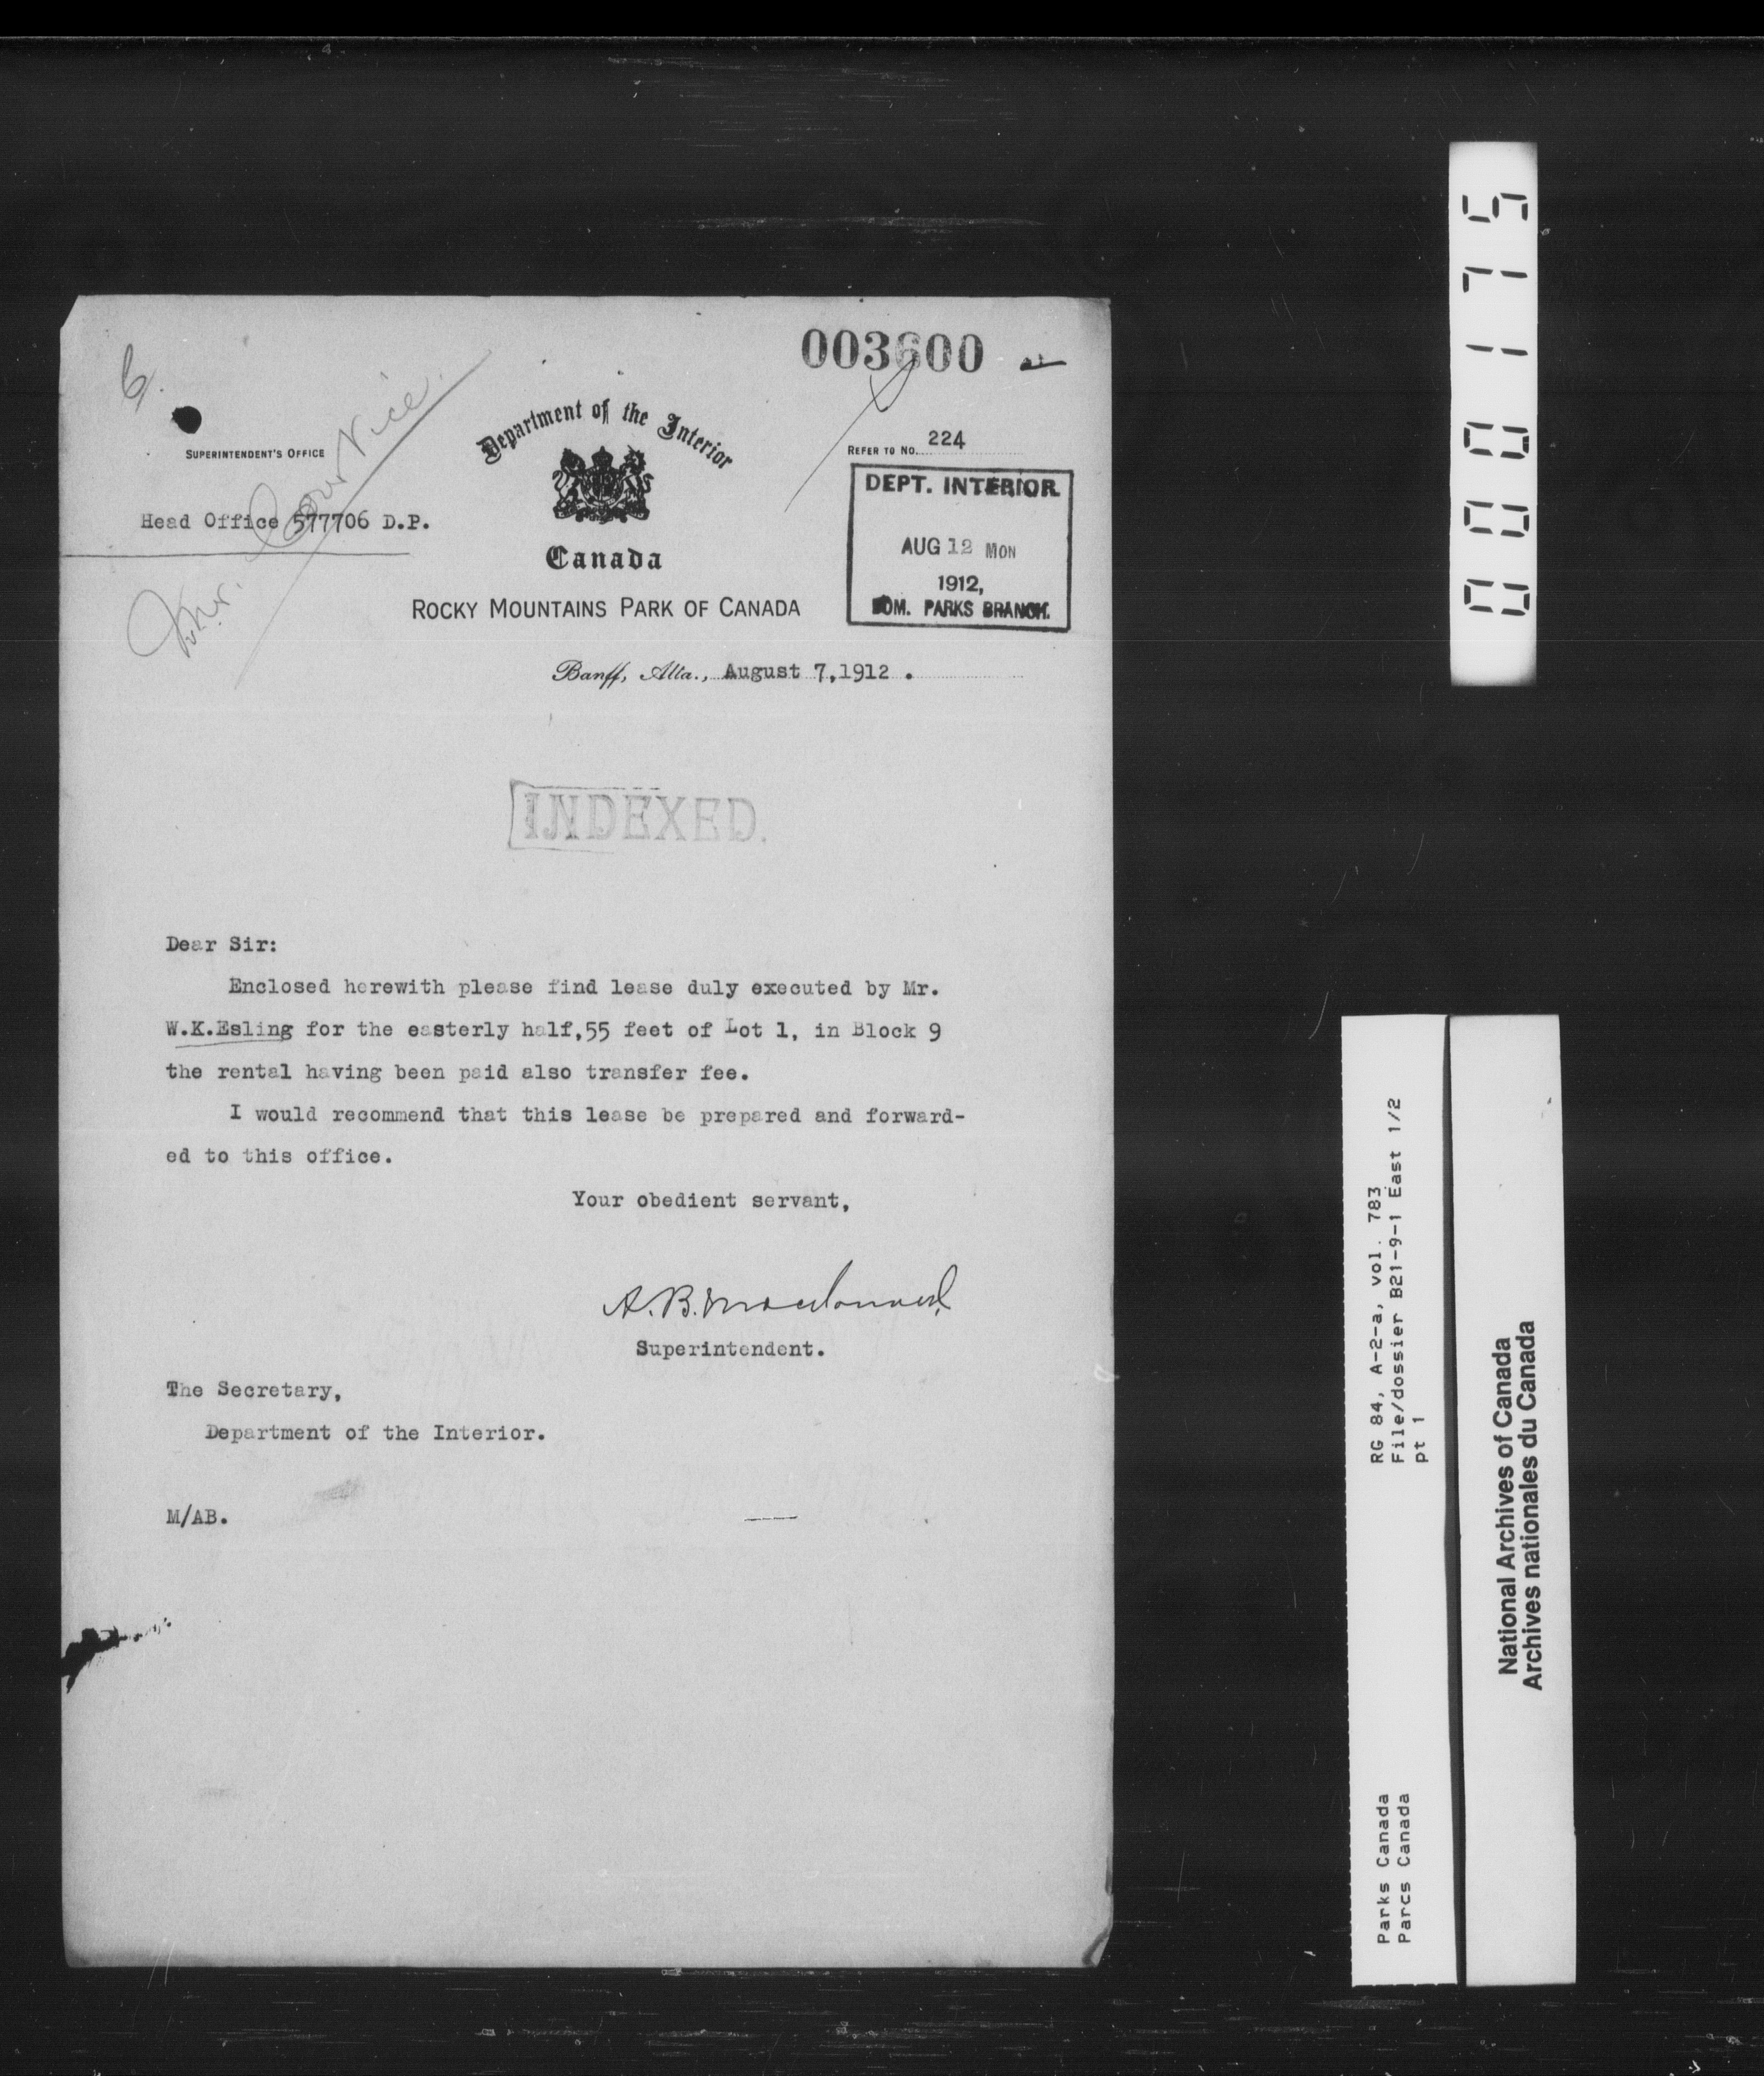 003600
6.
SUPERINTENDENT'S OFFICE
Department of the Interior
REFER TO NO. 224
DEPT. INTERIOR
AUG 12 MON
1912,
DOM. PARKS BRANCH.
Head Office 577706 D.P.
Mr. Courtice.
Canada
ROCKY MOUNTAINS PARK OF CANADA
Banff, Alta., August 7,1912 .
INDEXED.
Dear Sir:
Enclosed herewith please find lease duly executed by Mr.
W.K.Esling for the easterly half,55 feet of Lot 1, in Block 9
the rental having been paid also transfer fee.
I would recommend that this lease be prepared and forward-
ed to this office.
Your obedient servant,
A.B. Macdonald,
Superintendent.
The Secretary,
Department of the Interior.
M/AB.
000175
RG 84, A-2-a, vol. 783
File/dossier B21-9-1 East 1/2
pt 1
Parks Canada
Parcs Canada
National Archives of Canada
Archives nationales du Canada